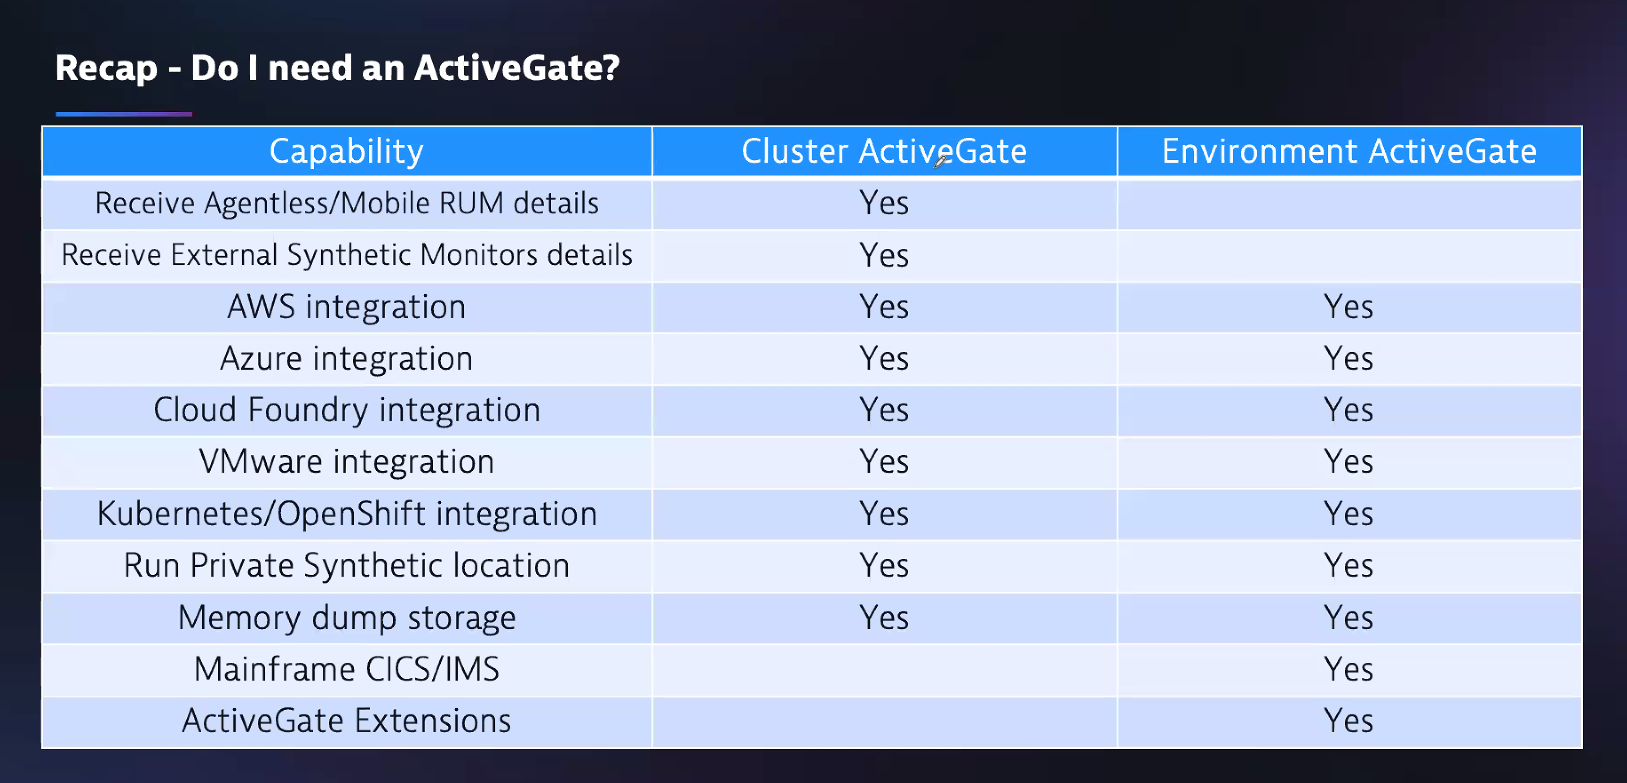 Recap - Do I need an ActiveGate?
Capability Cluster ActiveGate Environment ActiveGate
Receive Agentless/Mobile RUM details Yes
Receive External Synthetic Monitors details Yes
AWS integration Yes Yes
Azure integration Yes Yes
Cloud Foundry integration Yes Yes
VMware integration Yes Yes
Kubernetes/OpenShift integration Yes Yes
Run Private Synthetic location Yes Yes
Memory dump storage Yes Yes
Mainframe CICS/IMS Yes
ActiveGate Extensions Yes